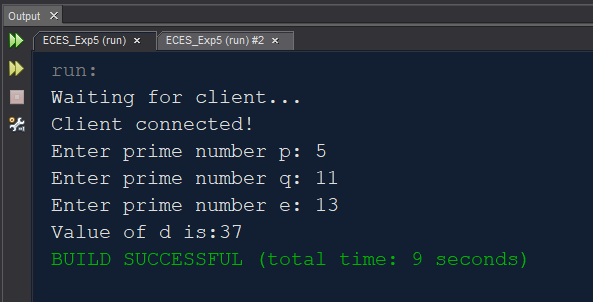 Output ×
ECES_Exp5 (run) × ECES_Exp5 (run) #2 ×
run:
Waiting for client...
Client connected!
Enter prime number p: 5
Enter prime number q: 11
Enter prime number e: 13
Value of d is:37
BUILD SUCCESSFUL (total time: 9 seconds)